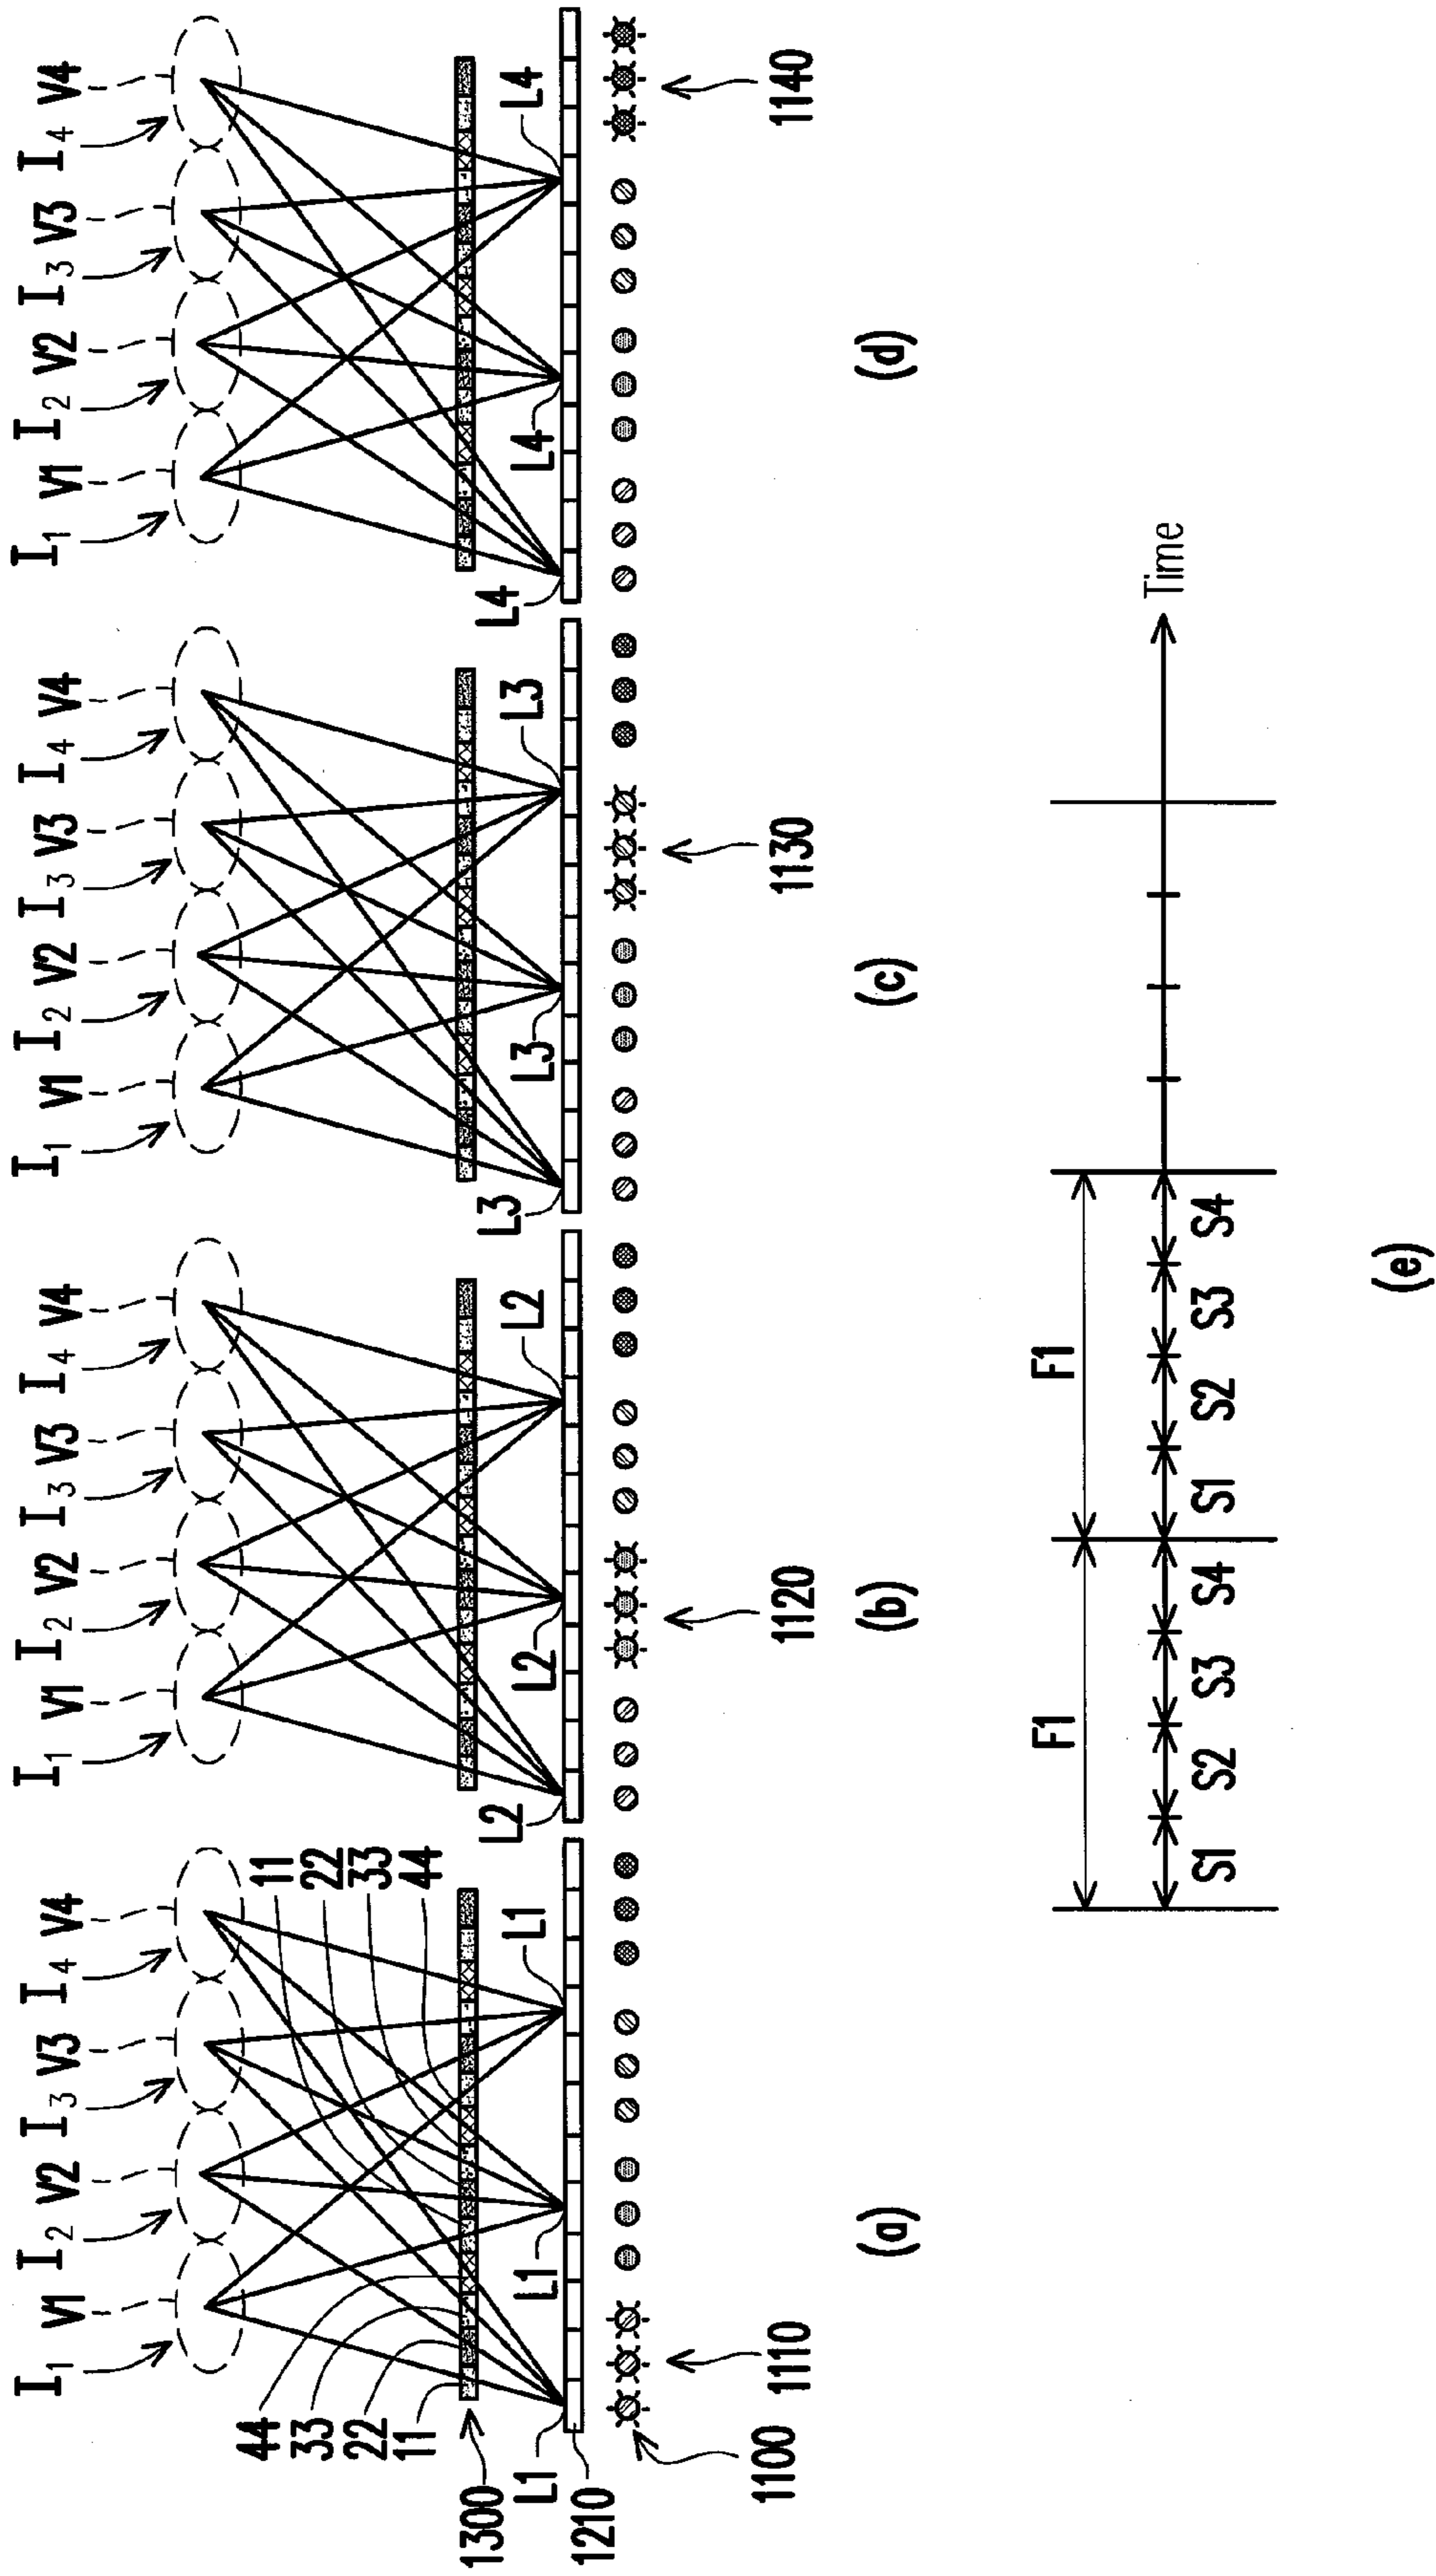 I1 V1 I2 V2 I3 V3 I4 V4
11
22
33
44
44
33
22
11
1300
L1 L1 L1
1210
1100 1110
(a)
I1 V1 I2 V2 I3 V3 I4 V4
L2 L2 L2
1120
(b)
I1 V1 I2 V2 I3 V3 I4 V4
L3 L3 L3
1130
(c)
I1 V1 I2 V2 I3 V3 I4 V4
L4 L4 L4
1140
(d)
F1 F1
Time
S1 S2 S3 S4 S1 S2 S3 S4
(e)